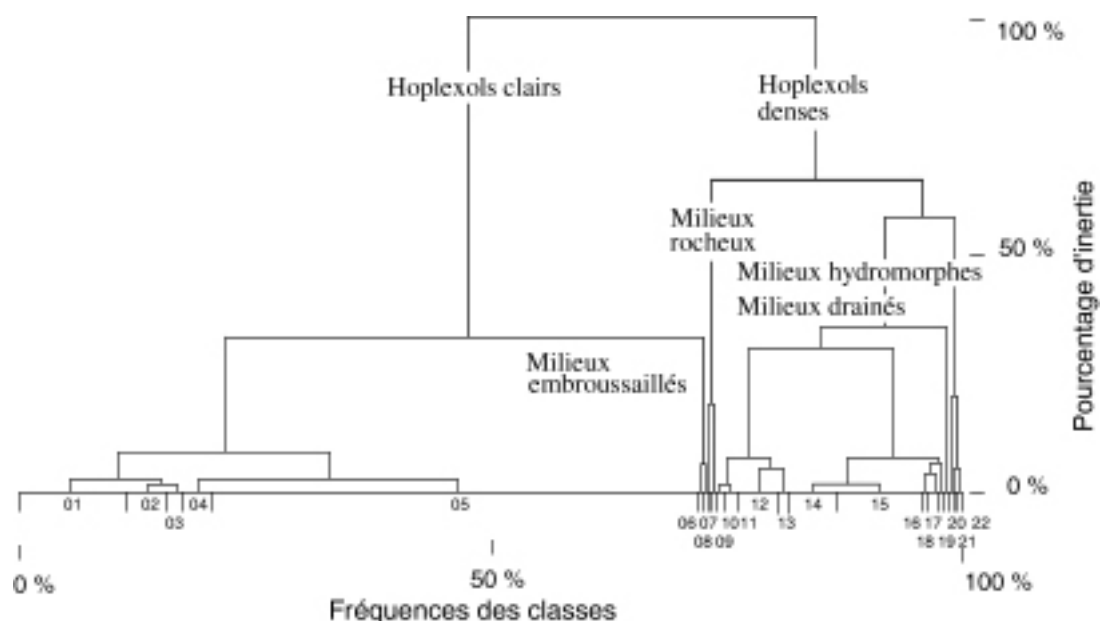 100 %
Hoplexols clairs
Hoplexols
denses
Milieux
rocheux
50 %
Milieux hydromorphes
Milieux drainés
Milieux
embroussaillés
Pourcentage d'inertie
0 %
01 02 04 05 12 14 15
03 06 07 10 11 13 16 17 20 22
08 09 18 19 21
0 % 50 % 100 %
Fréquences des classes